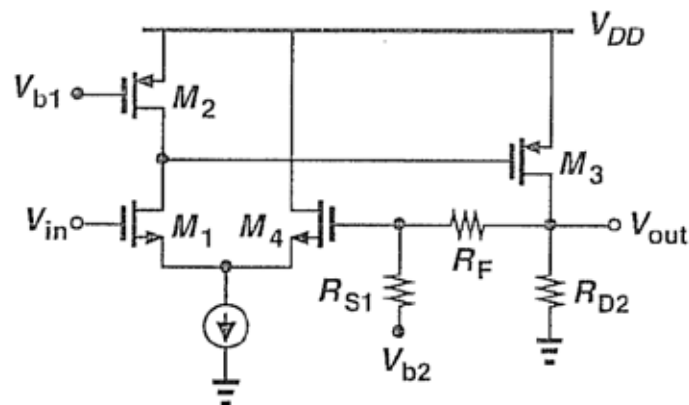 V_DD
V_b1
M_2
M_3
V_in
M_1
M_4
V_out
R_F
R_S1
R_D2
V_b2